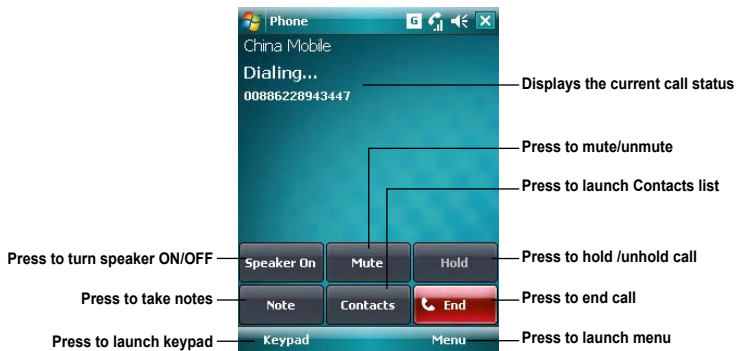 Phone
G
China Mobile
Dialing...
00886228943447
Displays the current call status
Press to mute/unmute
Press to launch Contacts list
Press to turn speaker ON/OFF
Speaker On
Mute
Hold
Press to hold /unhold call
Press to take notes
Note
Contacts
End
Press to end call
Press to launch keypad
Keypad
Menu
Press to launch menu